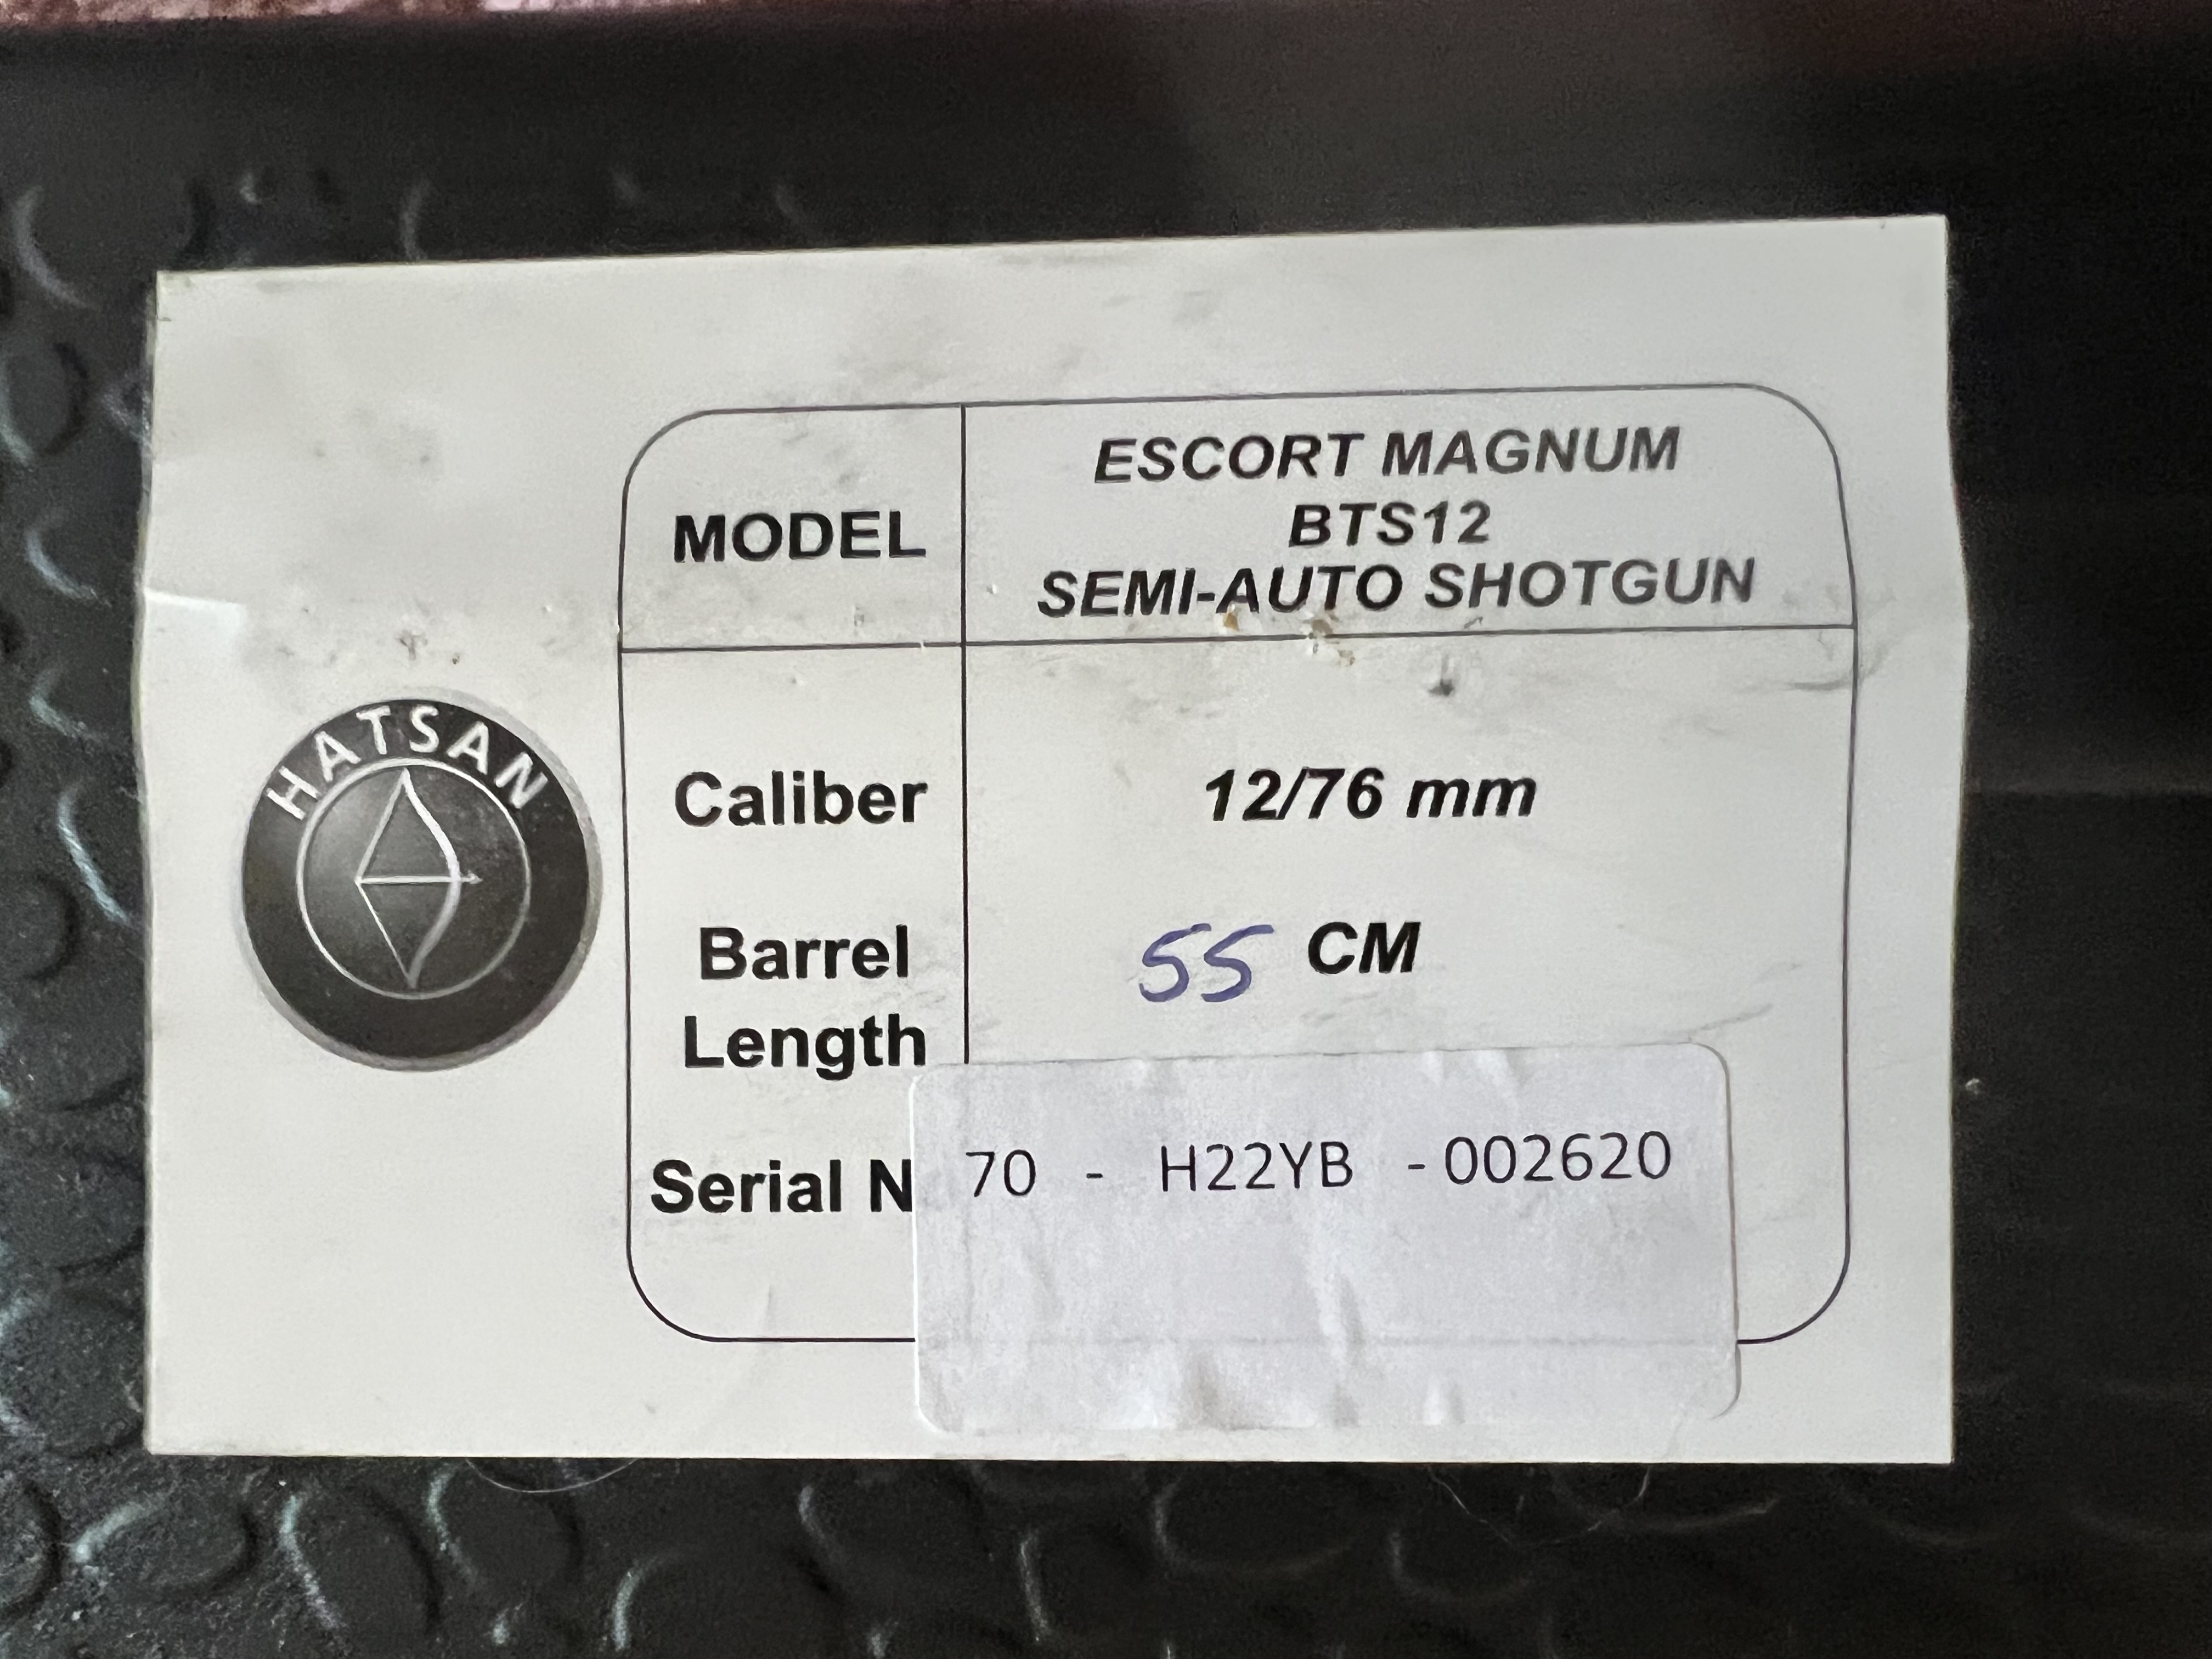 HATSAN
MODEL
ESCORT MAGNUM
BTS12
SEMI-AUTO SHOTGUN
Caliber
12/76 mm
Barrel
Length
55 CM
Serial N
70 - H22YB -002620